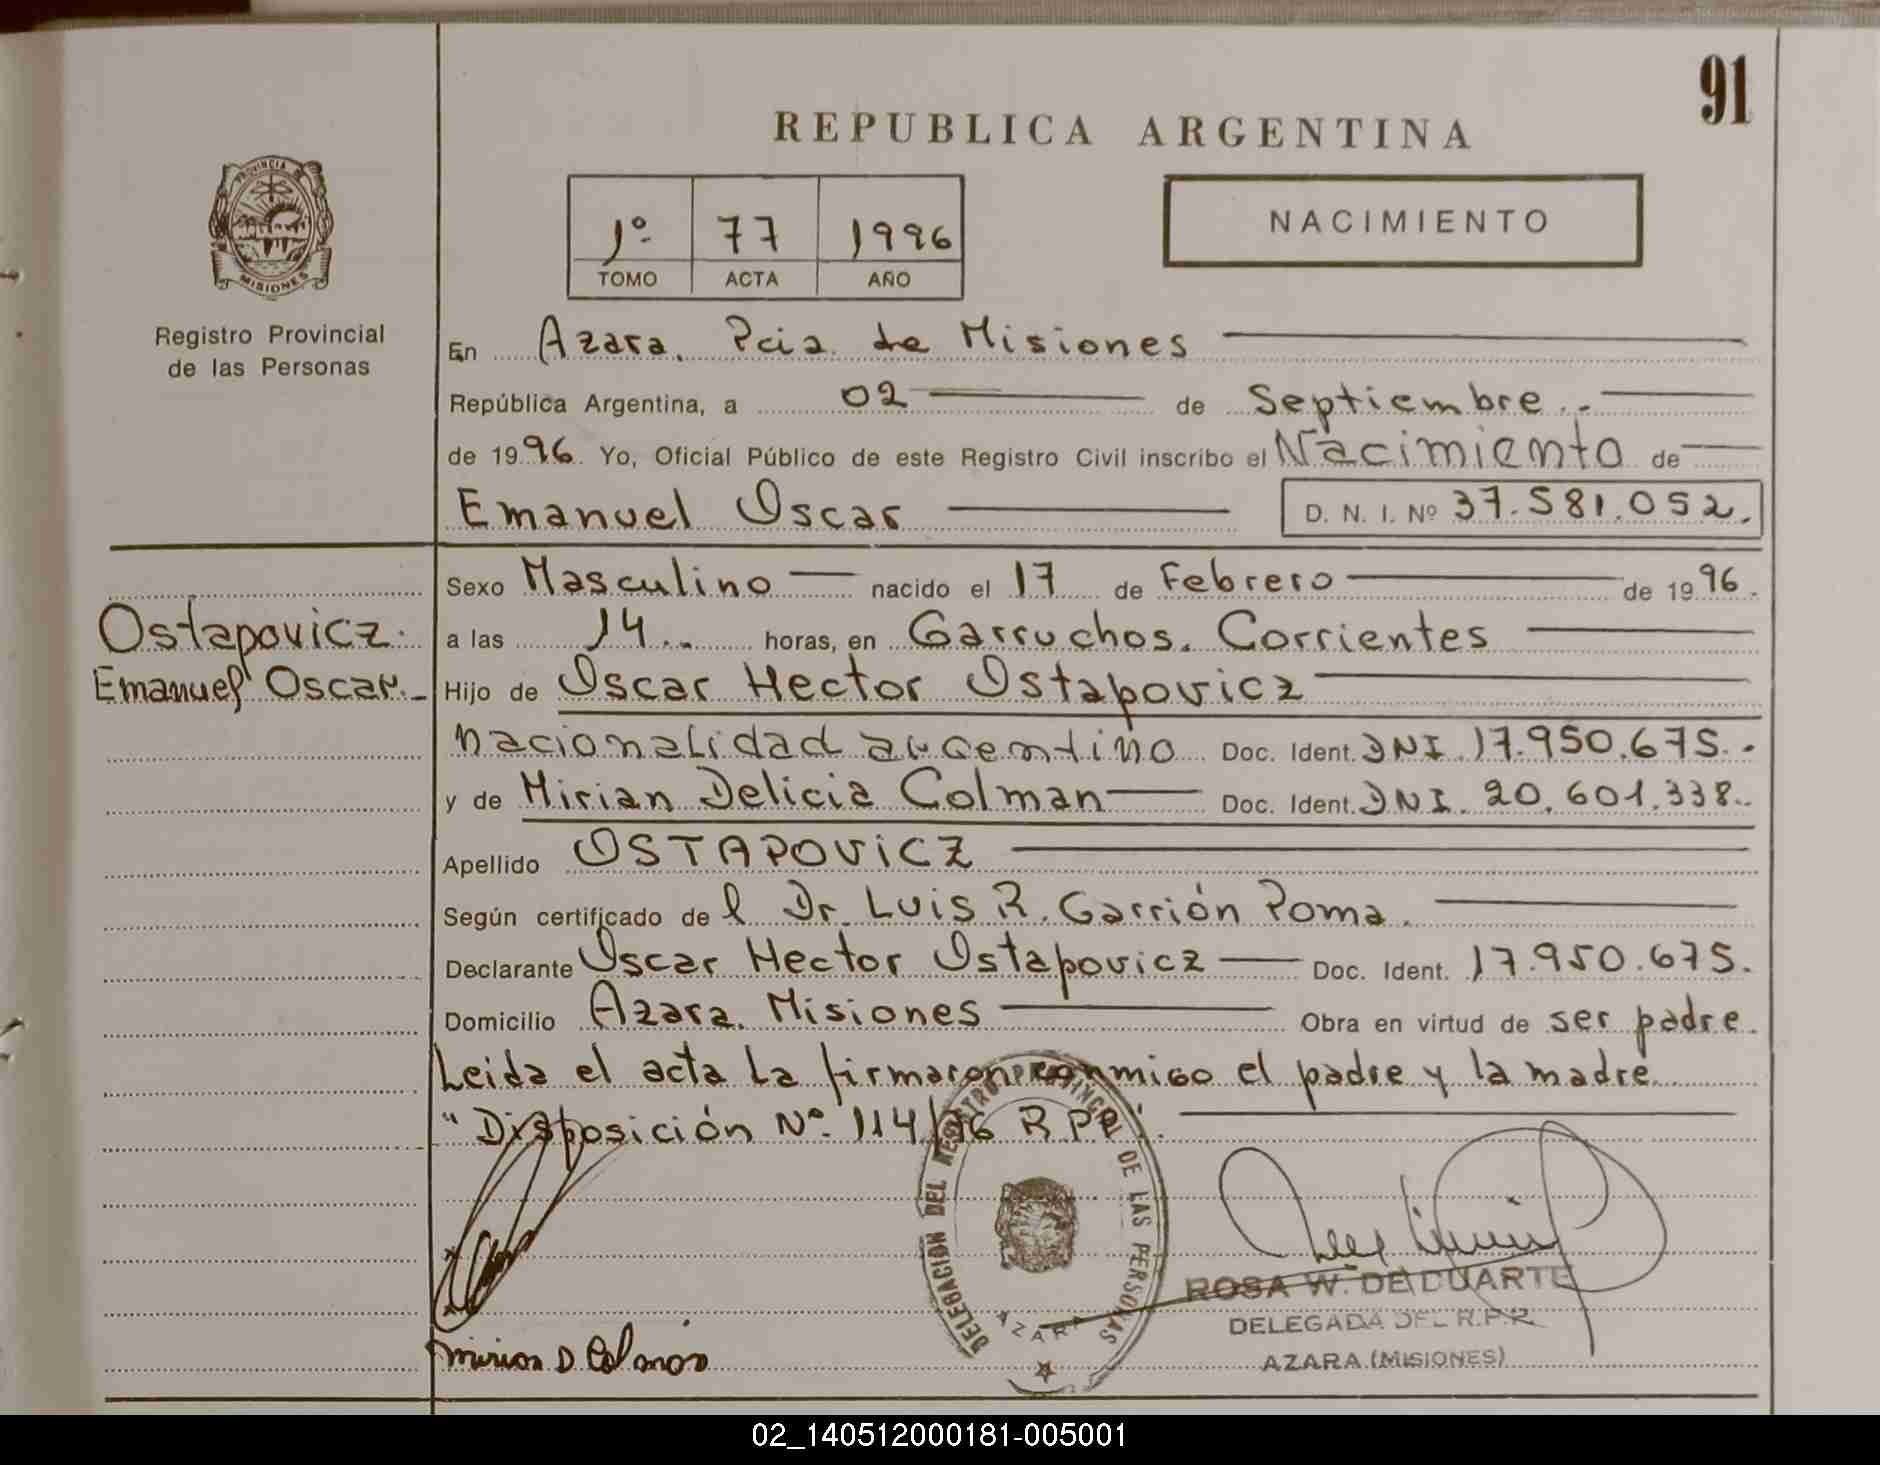 91
REPUBLICA ARGENTINA
PROVINCIA DE
MISIONES
Registro Provincial
de las Personas
1º 77 1996
TOMO ACTA AÑO
NACIMIENTO
En Azara. Pcia. de Misiones
República Argentina, a 02 de Septiembre..
de 1996. Yo, Oficial Público de este Registro Civil inscribo el Nacimiento de
Emanuel Oscar D. N. I. Nº 37.581.052.
Ostapovicz
Emanuel Oscar.
Sexo Masculino nacido el 17 de Febrero de 1996.
a las 14.. horas, en Garruchos. Corrientes
Hijo de Oscar Hector Ostapovicz
nacionalidad argentino Doc. Ident. DNI 17.950.675.
y de Mirian Delicia Colman Doc. Ident. DNI. 20.601.338..
Apellido OSTAPOVICZ
Según certificado de l Dr. Luis R. Garrión Poma.
Declarante Oscar Hector Ostapovicz Doc. Ident. 17.950.675.
Domicilio Azara. Misiones Obra en virtud de ser padre.
Leida el acta La firmaron conmigo el padre y la madre
"Disposición Nº 114/76 R PP".
DELEGACION DEL REGISTRO PROVINCIAL DE LAS PERSONAS
AZARA
ROSA W. DE DUARTE
DELEGADA DEL R.P.P.
AZARA (MISIONES)
mirian D. Colman
02_140512000181-005001